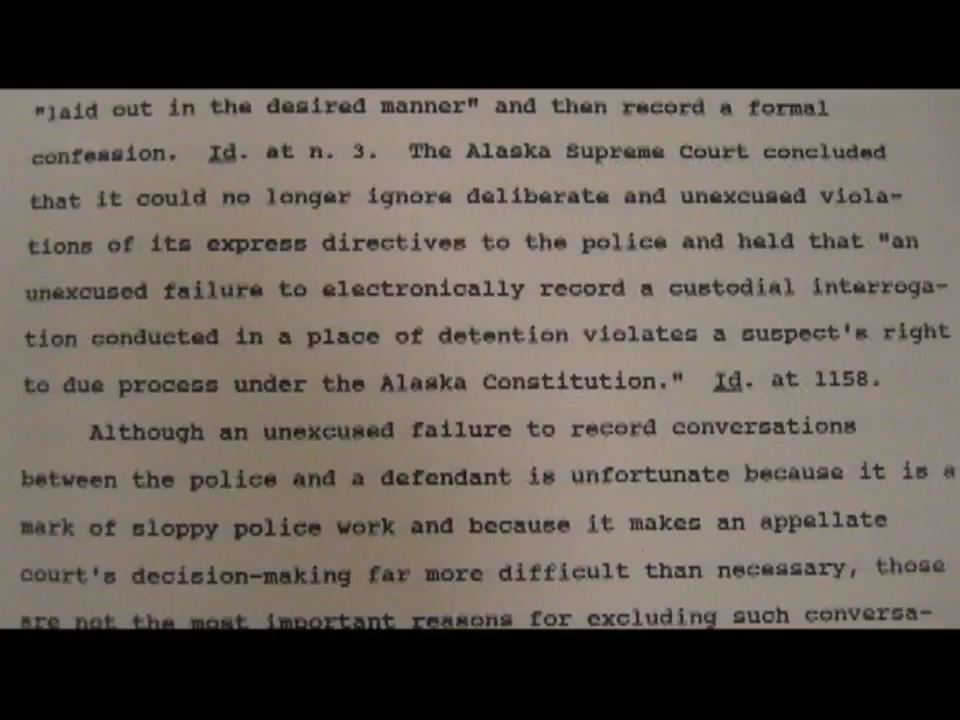 "laid out in the desired manner" and then record a formal
confession. Id. at n. 3. The Alaska Supreme Court concluded
that it could no longer ignore deliberate and unexcused viola-
tions of its express directives to the police and held that "an
unexcused failure to electronically record a custodial interroga-
tion conducted in a place of detention violates a suspect's right
to due process under the Alaska Constitution." Id. at 1158.
Although an unexcused failure to record conversations
between the police and a defendant is unfortunate because it is a
mark of sloppy police work and because it makes an appellate
court's decision-making far more difficult than necessary, those
are not the most important reasons for excluding such conversa-